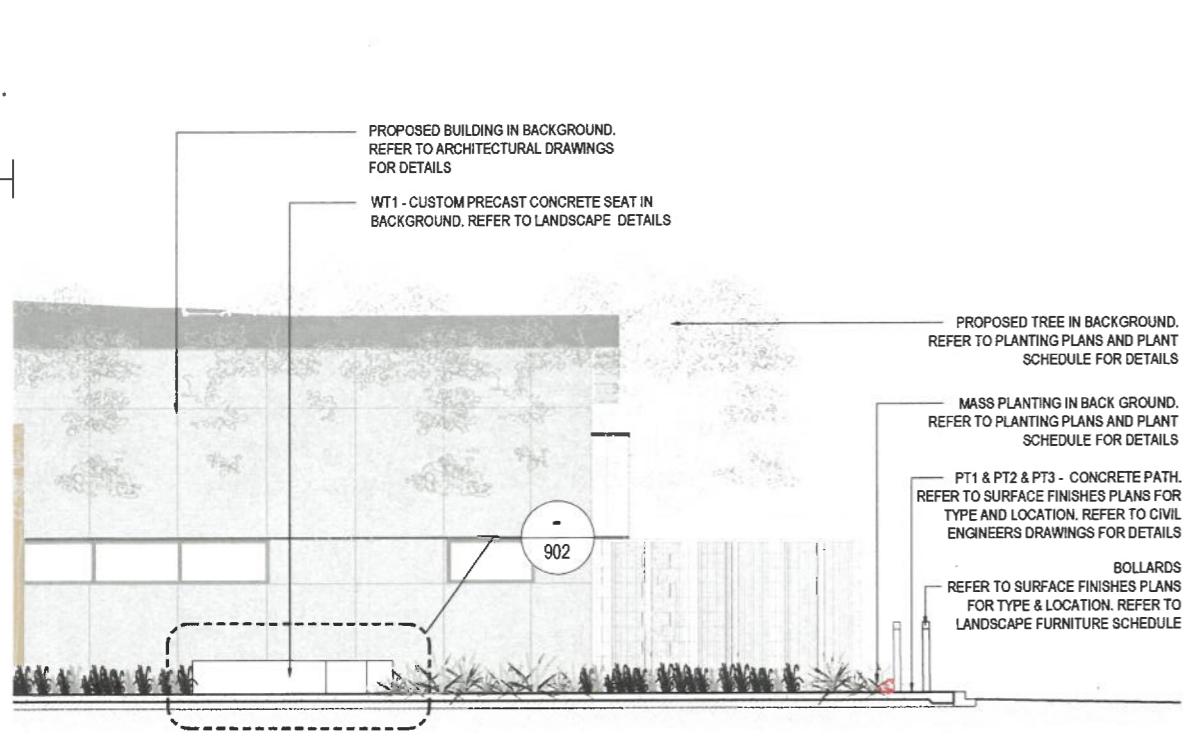 PROPOSED BUILDING IN BACKGROUND.
REFER TO ARCHITECTURAL DRAWINGS
FOR DETAILS
WT1 - CUSTOM PRECAST CONCRETE SEAT IN
BACKGROUND. REFER TO LANDSCAPE DETAILS
PROPOSED TREE IN BACKGROUND.
REFER TO PLANTING PLANS AND PLANT
SCHEDULE FOR DETAILS
MASS PLANTING IN BACK GROUND.
REFER TO PLANTING PLANS AND PLANT
SCHEDULE FOR DETAILS
PT1 & PT2 & PT3 - CONCRETE PATH.
REFER TO SURFACE FINISHES PLANS FOR
TYPE AND LOCATION. REFER TO CIVIL
ENGINEERS DRAWINGS FOR DETAILS
-
902
BOLLARDS
REFER TO SURFACE FINISHES PLANS
FOR TYPE & LOCATION. REFER TO
LANDSCAPE FURNITURE SCHEDULE